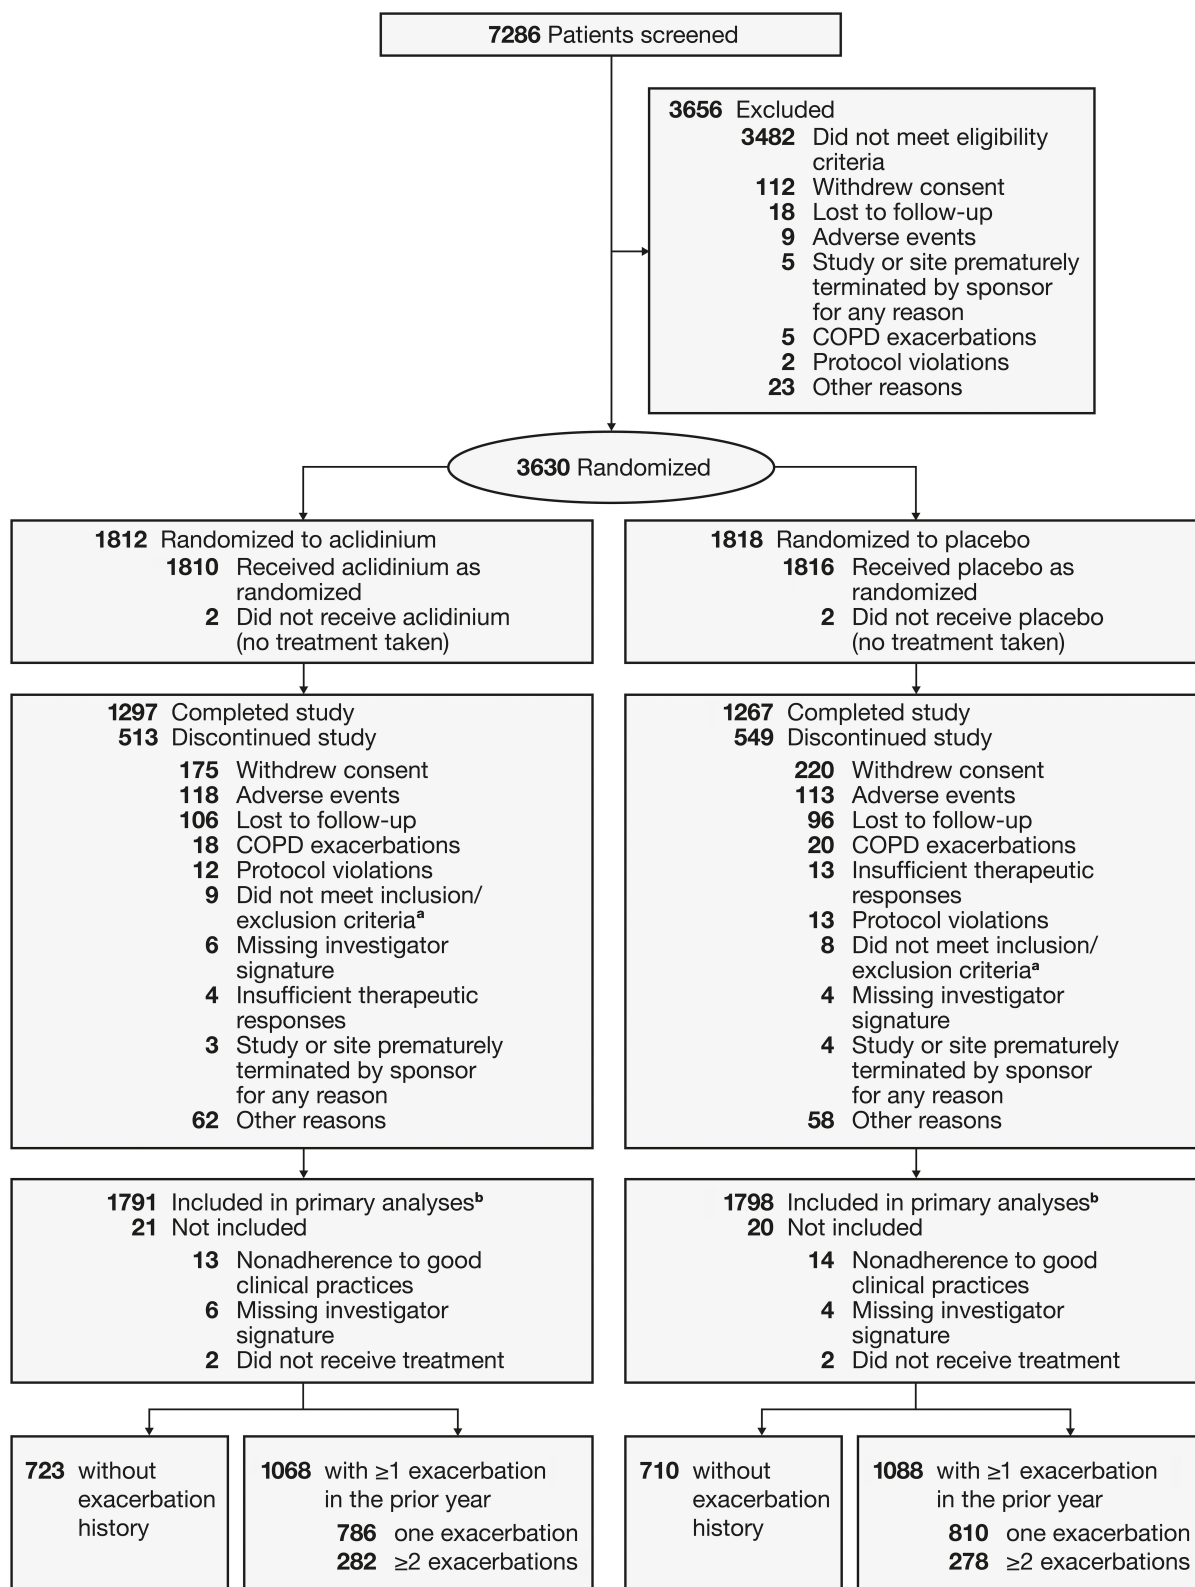 7286 Patients screened
3656 Excluded
3482 Did not meet eligibility
criteria
112 Withdrew consent
18 Lost to follow-up
9 Adverse events
5 Study or site prematurely
terminated by sponsor
for any reason
5 COPD exacerbations
2 Protocol violations
23 Other reasons
3630 Randomized
1812 Randomized to aclidinium
1810 Received aclidinium as
randomized
2 Did not receive aclidinium
(no treatment taken)
1818 Randomized to placebo
1816 Received placebo as
randomized
2 Did not receive placebo
(no treatment taken)
1297 Completed study
513 Discontinued study
175 Withdrew consent
118 Adverse events
106 Lost to follow-up
18 COPD exacerbations
12 Protocol violations
9 Did not meet inclusion/
exclusion criteriaᵃ
6 Missing investigator
signature
4 Insufficient therapeutic
responses
3 Study or site prematurely
terminated by sponsor
for any reason
62 Other reasons
1267 Completed study
549 Discontinued study
220 Withdrew consent
113 Adverse events
96 Lost to follow-up
20 COPD exacerbations
13 Insufficient therapeutic
responses
13 Protocol violations
8 Did not meet inclusion/
exclusion criteriaᵃ
4 Missing investigator
signature
4 Study or site prematurely
terminated by sponsor
for any reason
58 Other reasons
1791 Included in primary analysesᵇ
21 Not included
13 Nonadherence to good
clinical practices
6 Missing investigator
signature
2 Did not receive treatment
1798 Included in primary analysesᵇ
20 Not included
14 Nonadherence to good
clinical practices
4 Missing investigator
signature
2 Did not receive treatment
723 without
exacerbation
history
1068 with ≥1 exacerbation
in the prior year
786 one exacerbation
282 ≥2 exacerbations
710 without
exacerbation
history
1088 with ≥1 exacerbation
in the prior year
810 one exacerbation
278 ≥2 exacerbations